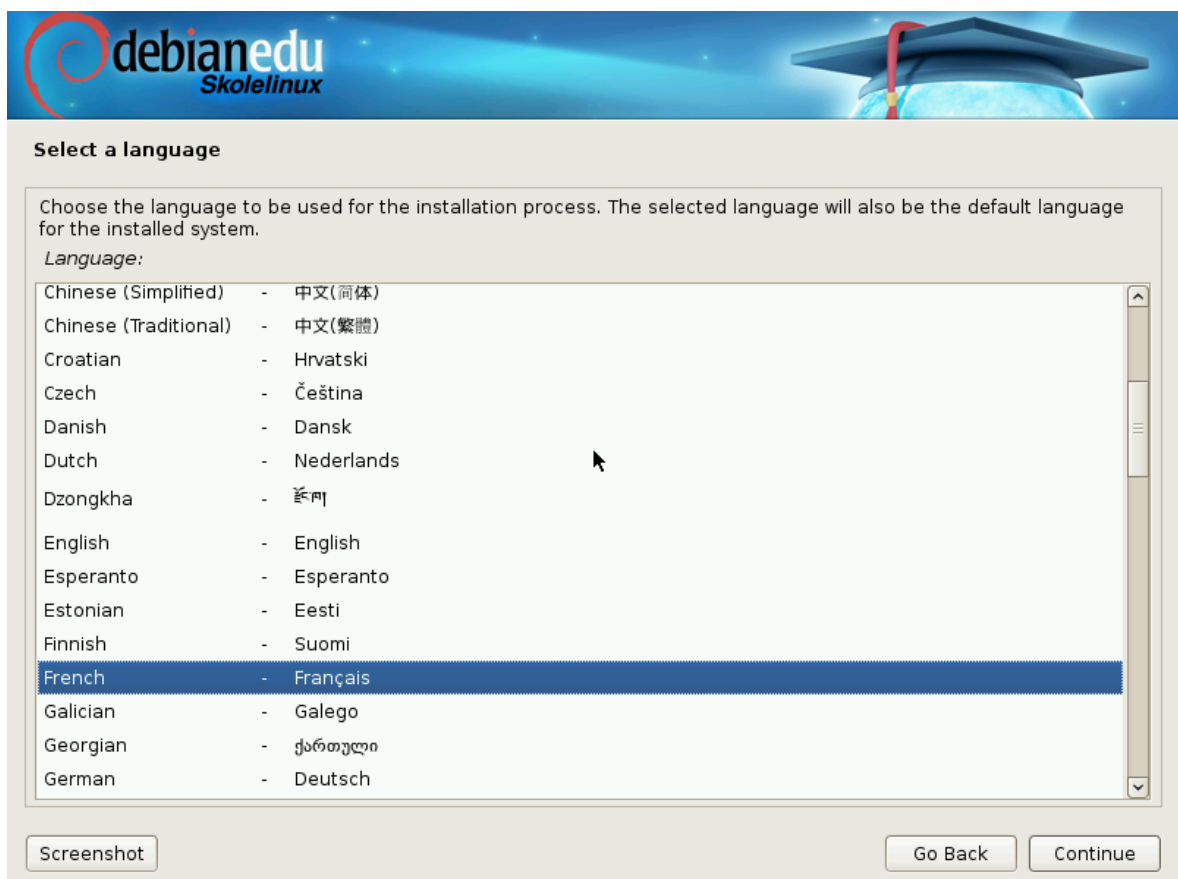 debianedu
Skolelinux
Select a language
Choose the language to be used for the installation process. The selected language will also be the default language
for the installed system.
Language:
Chinese (Simplified) - 中文(简体)
Chinese (Traditional) - 中文(繁體)
Croatian - Hrvatski
Czech - Čeština
Danish - Dansk
Dutch - Nederlands
Dzongkha - རྫོང་ཁ།
English - English
Esperanto - Esperanto
Estonian - Eesti
Finnish - Suomi
French - Français
Galician - Galego
Georgian - ქართული
German - Deutsch
Screenshot Go Back Continue